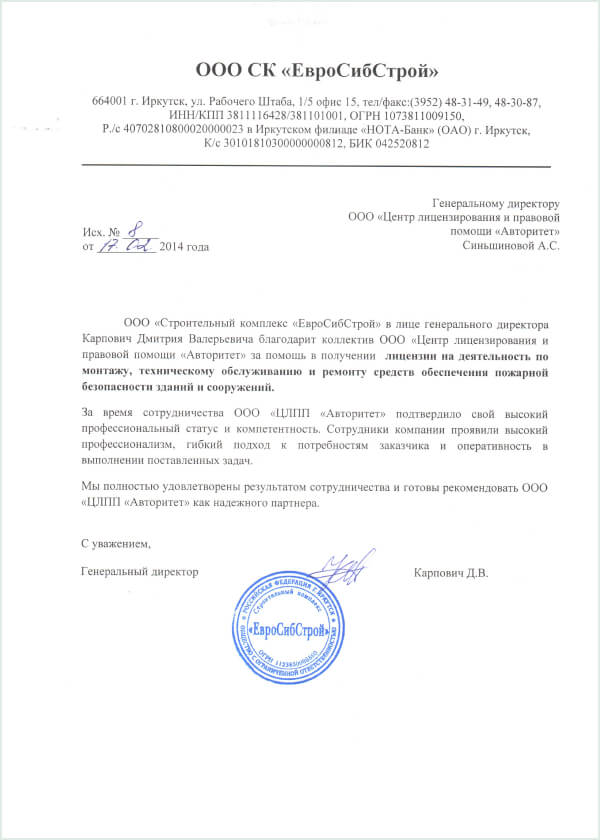 ООО СК «ЕвроСибСтрой»
664001 г. Иркутск, ул. Рабочего Штаба, 1/5 офис 15, тел/факс:(3952) 48-31-49, 48-30-87,
ИНН/КПП 3811116428/381101001, ОГРН 1073811009150,
Р./с 40702810800020000023 в Иркутском филиаде «НОТА-Банк» (ОАО) г. Иркутск,
К/с 30101810300000000812, БИК 042520812
Генеральному директору
ООО «Центр лицензирования и правовой
помощи «Авторитет»
Синьшиновой А.С.
Исх. № 8
от 17.02 2014 года
ООО «Строительный комплекс «ЕвроСибСтрой» в лице генерального директора
Карпович Дмитрия Валерьевича благодарит коллектив ООО «Центр лицензирования и
правовой помощи «Авторитет» за помощь в получении лицензии на деятельность по
монтажу, техническому обслуживанию и ремонту средств обеспечения пожарной
безопасности зданий и сооружений.
За время сотрудничества ООО «ЦЛПП «Авторитет» подтвердило свой высокий
профессиональный статус и компетентность. Сотрудники компании проявили высокий
профессионализм, гибкий подход к потребностям заказчика и оперативность в
выполнении поставленных задач.
Мы полностью удовлетворены результатом сотрудничества и готовы рекомендовать ООО
«ЦЛПП «Авторитет» как надежного партнера.
С уважением,
Генеральный директор Карпович Д.В.
РОССИЙСКАЯ ФЕДЕРАЦИЯ Г. ИРКУТСК
Строительный комплекс
«ЕвроСибСтрой»
ОГРН
ОБЩЕСТВО С ОГРАНИЧЕННОЙ ОТВЕТСТВЕННОСТЬЮ